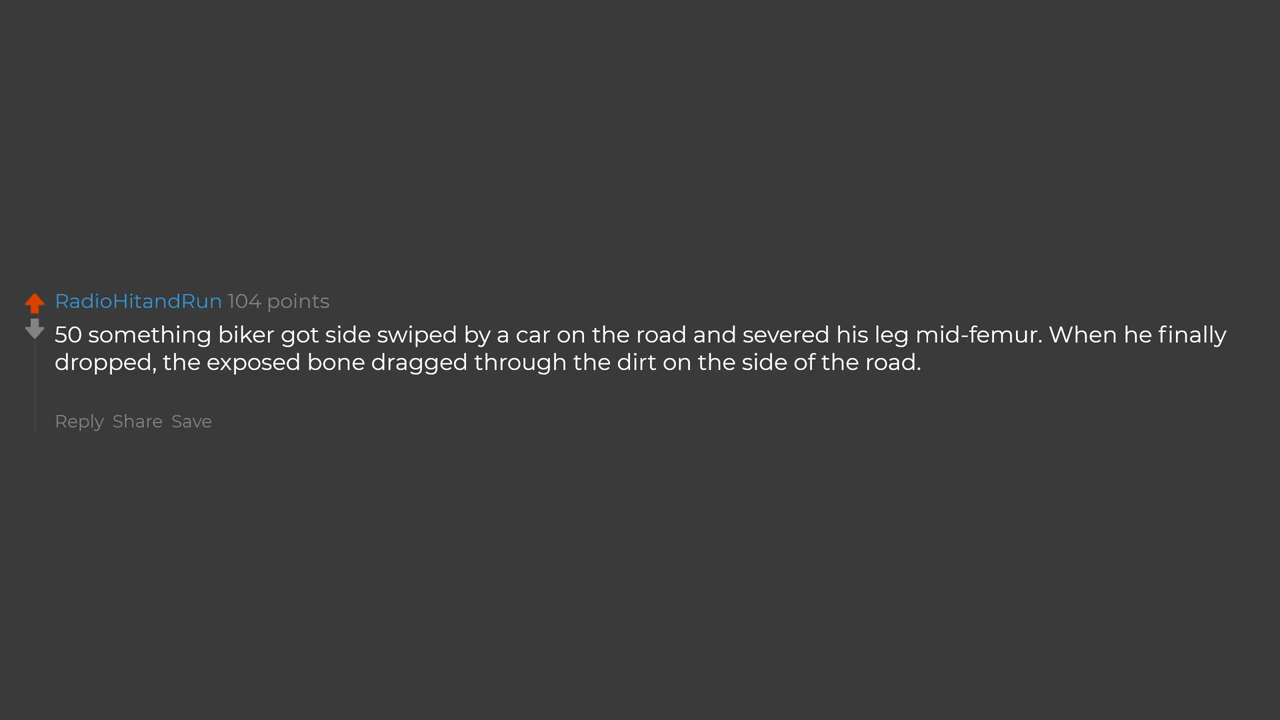 RadioHitandRun 104 points
50 something biker got side swiped by a car on the road and severed his leg mid-femur. When he finally
dropped, the exposed bone dragged through the dirt on the side of the road.
Reply Share Save